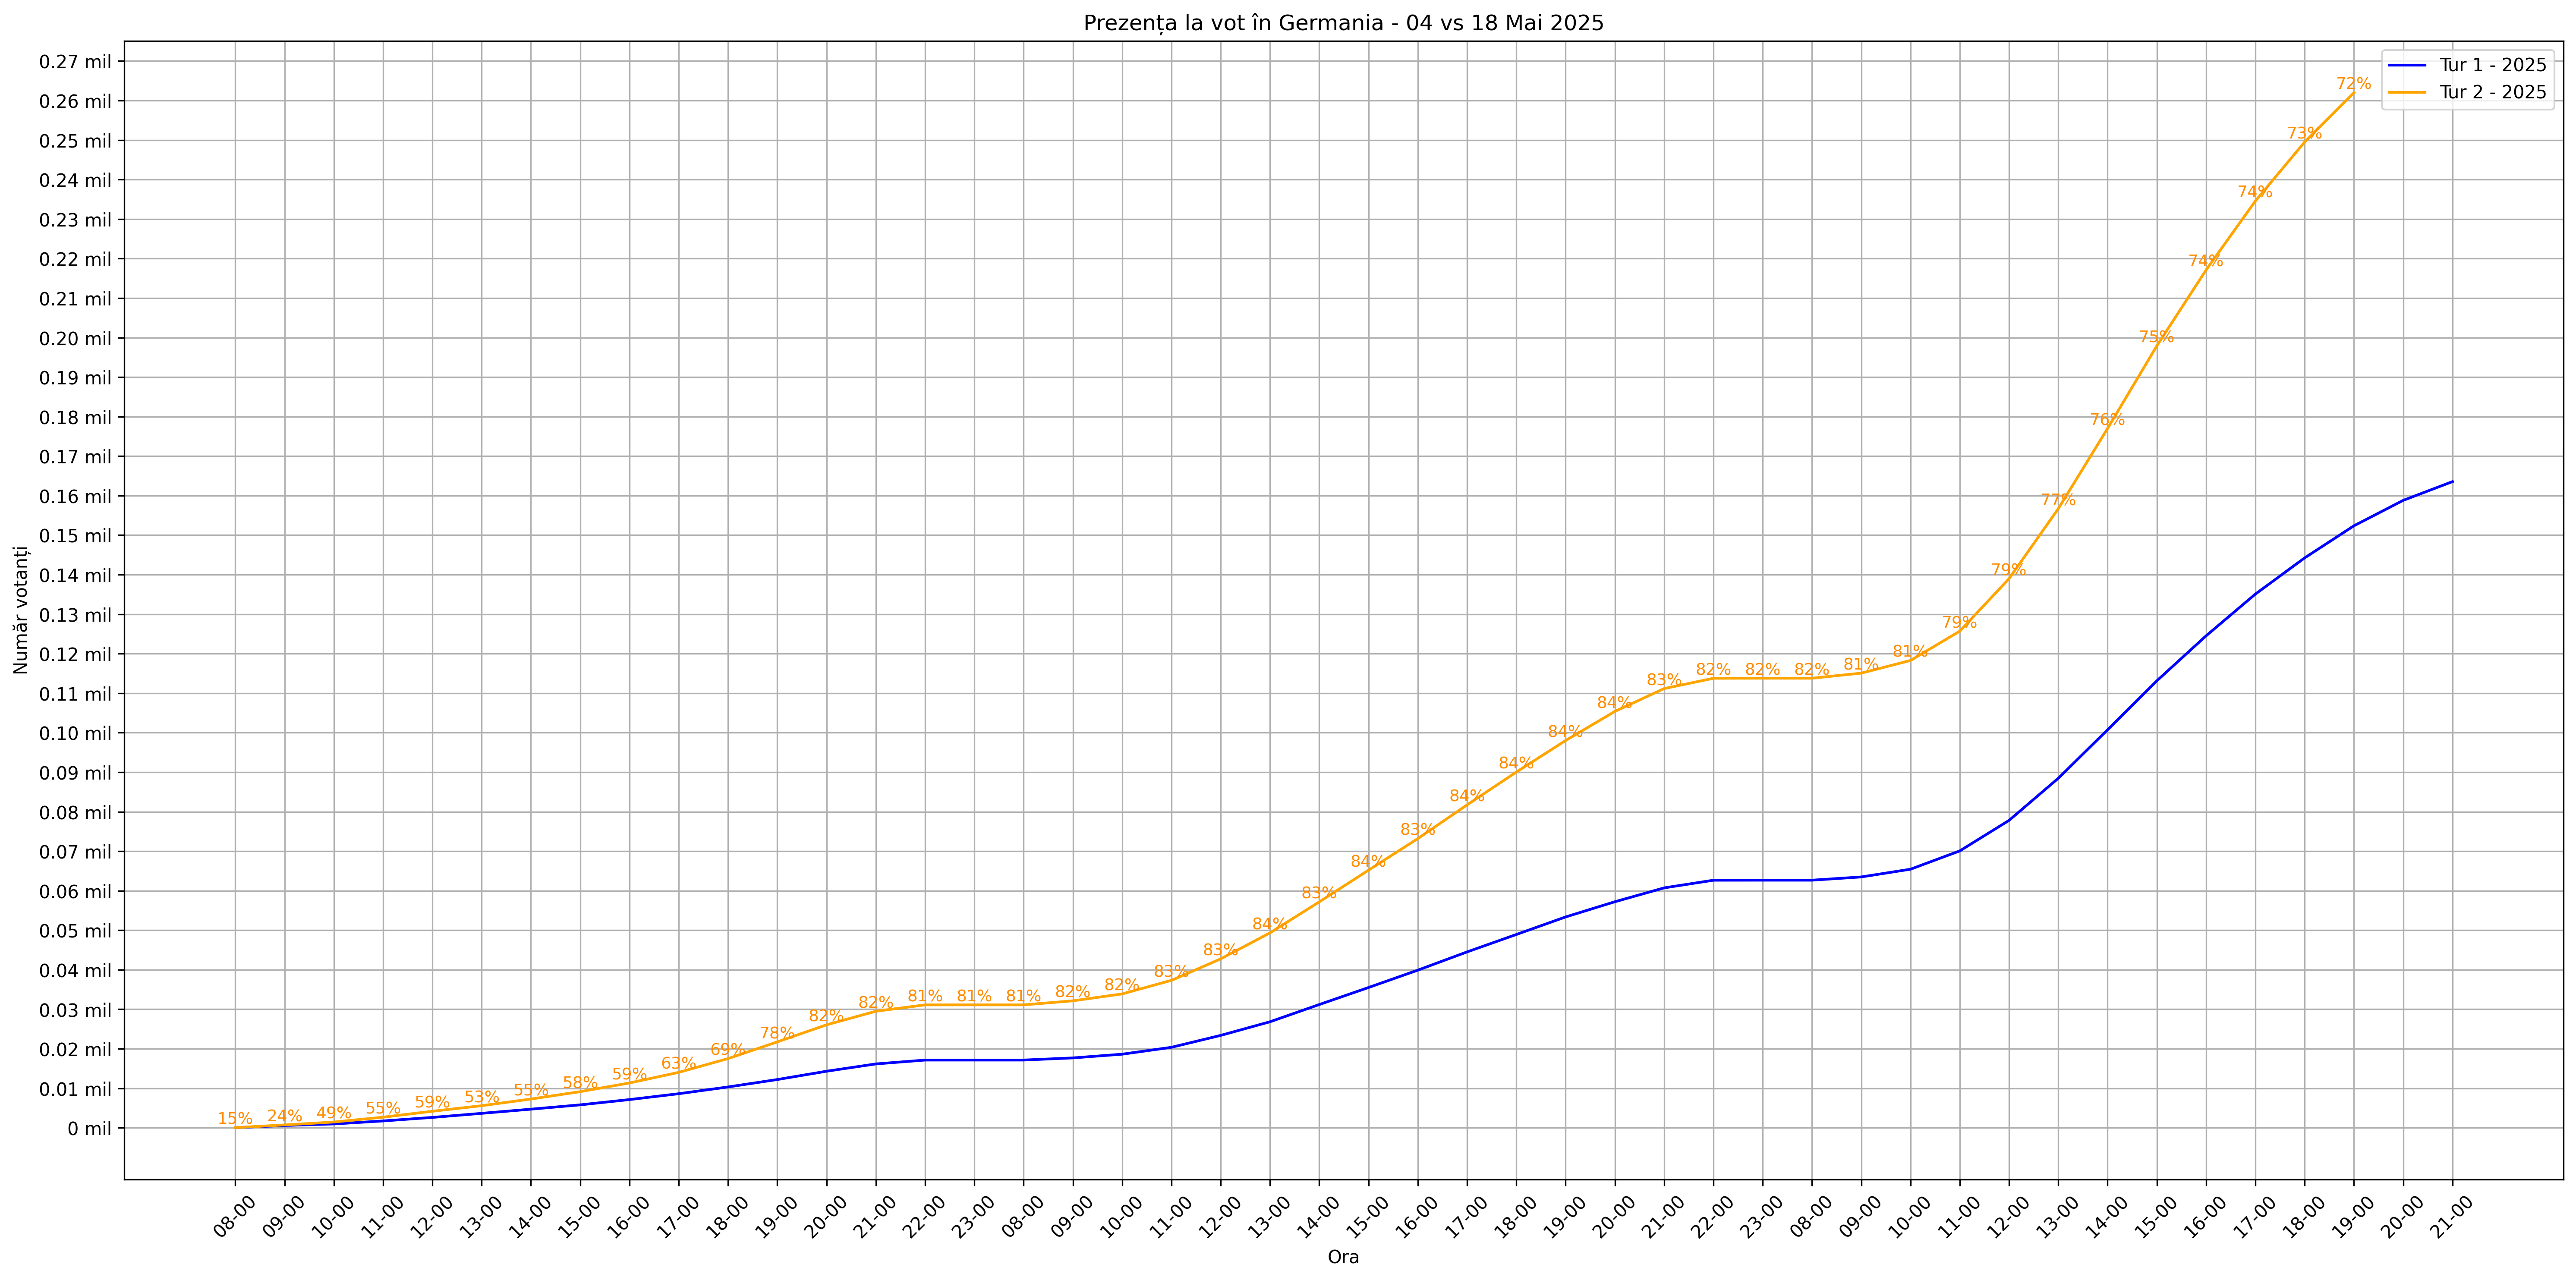 Prezența la vot în Germania - 04 vs 18 Mai 2025
Tur 1 - 2025
Tur 2 - 2025
Număr votanți
0.27 mil
0.26 mil
0.25 mil
0.24 mil
0.23 mil
0.22 mil
0.21 mil
0.20 mil
0.19 mil
0.18 mil
0.17 mil
0.16 mil
0.15 mil
0.14 mil
0.13 mil
0.12 mil
0.11 mil
0.10 mil
0.09 mil
0.08 mil
0.07 mil
0.06 mil
0.05 mil
0.04 mil
0.03 mil
0.02 mil
0.01 mil
0 mil
15% 24% 49% 55% 59% 53% 55% 58% 59% 63% 69% 78% 82% 82% 81% 81% 81% 82% 82% 83% 83% 84% 83% 84% 83% 84% 84% 84% 84% 83% 82% 82% 82% 81% 81% 79% 79% 77% 76% 75% 74% 74% 73% 72%
08-00 09-00 10-00 11-00 12-00 13-00 14-00 15-00 16-00 17-00 18-00 19-00 20-00 21-00 22-00 23-00 08-00 09-00 10-00 11-00 12-00 13-00 14-00 15-00 16-00 17-00 18-00 19-00 20-00 21-00 22-00 23-00 08-00 09-00 10-00 11-00 12-00 13-00 14-00 15-00 16-00 17-00 18-00 19-00 20-00 21-00
Ora